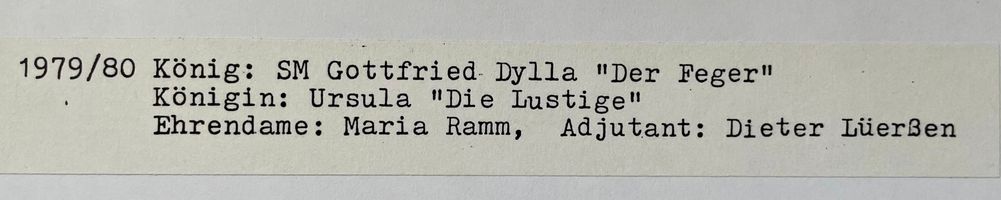 1979/80 König: SM Gottfried Dylla "Der Feger"
Königin: Ursula "Die Lustige"
Ehrendame: Maria Ramm, Adjutant: Dieter Lüerßen